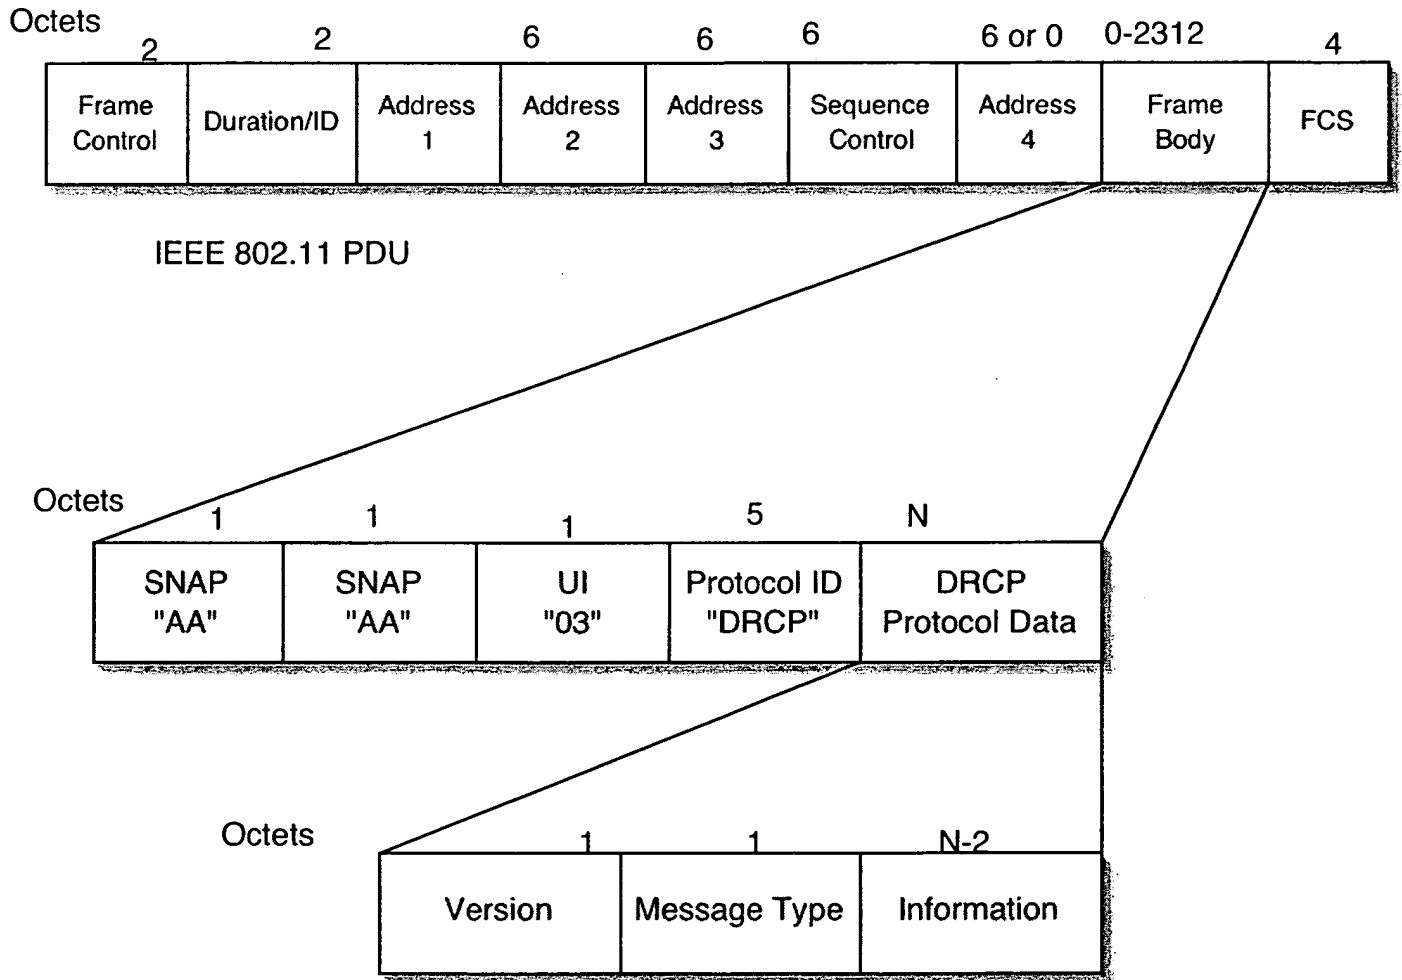 Octets
2 2 6 6 6 6 or 0 0-2312 4
Frame Control Duration/ID Address 1 Address 2 Address 3 Sequence Control Address 4 Frame Body FCS
IEEE 802.11 PDU
Octets 1 1 1 5 N
SNAP SNAP UI Protocol ID DRCP
"AA" "AA" "03" "DRCP" Protocol Data
Octets 1 1 N-2
Version Message Type Information